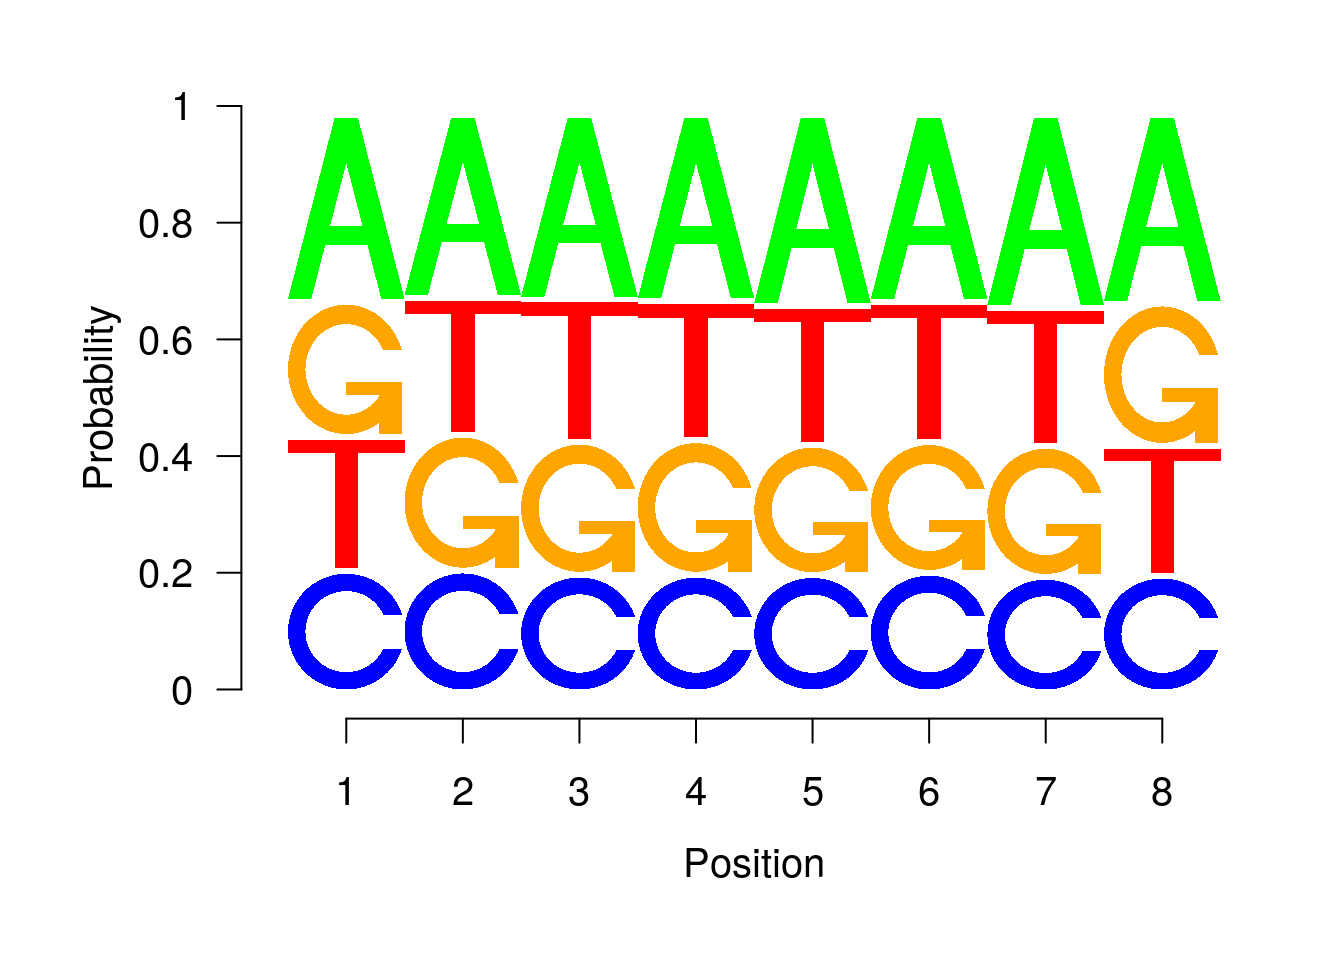 Probability
1
0.8
0.6
0.4
0.2
0
AAAAAAAA
GTTTTTTG
TGGGGGGT
CCCCCCCC
1 2 3 4 5 6 7 8
Position